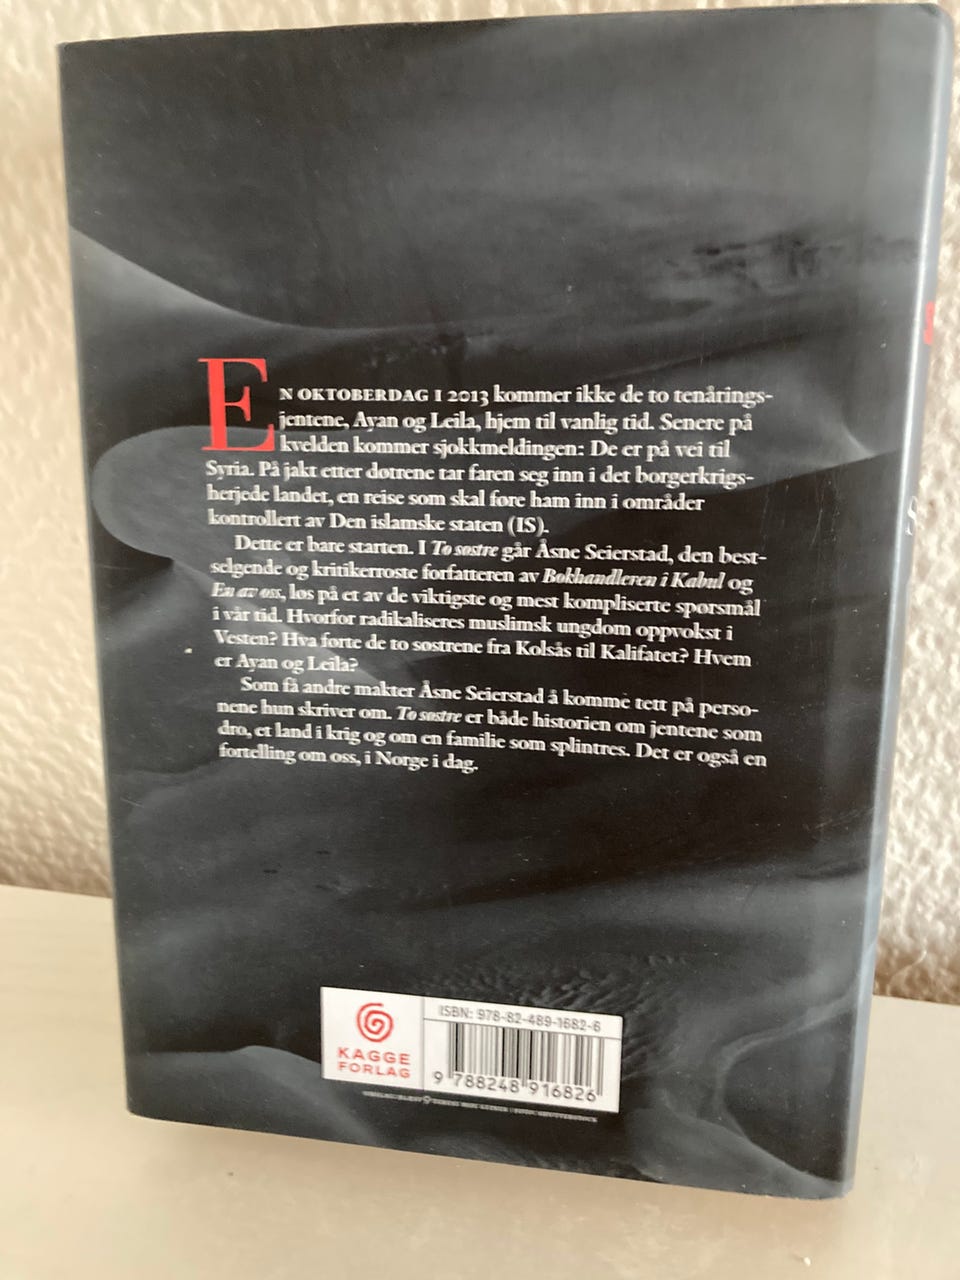 EN OKTOBERDAG I 2013 kommer ikke de to tenårings-
jentene, Ayan og Leila, hjem til vanlig tid. Senere på
kvelden kommer sjokkmeldingen: De er på vei til
Syria. På jakt etter døtrene tar faren seg inn i det borgerkrigs-
herjede landet, en reise som skal føre ham inn i områder
kontrollert av Den islamske staten (IS).
Dette er bare starten. I To søstre går Åsne Seierstad, den best-
selgende og kritikerroste forfatteren av Bokhandleren i Kabul og
En av oss, løs på et av de viktigste og mest kompliserte spørsmål
i vår tid. Hvorfor radikaliseres muslimsk ungdom oppvokst i
Vesten? Hva førte de to søstrene fra Kolsås til Kalifatet? Hvem
er Ayan og Leila?
Som få andre makter Åsne Seierstad å komme tett på perso-
nene hun skriver om. To søstre er både historien om jentene som
dro, et land i krig og om en familie som splintres. Det er også en
fortelling om oss, i Norge i dag.
ISBN: 978-82-489-1682-6
KAGGE
FORLAG
9 788248 916826